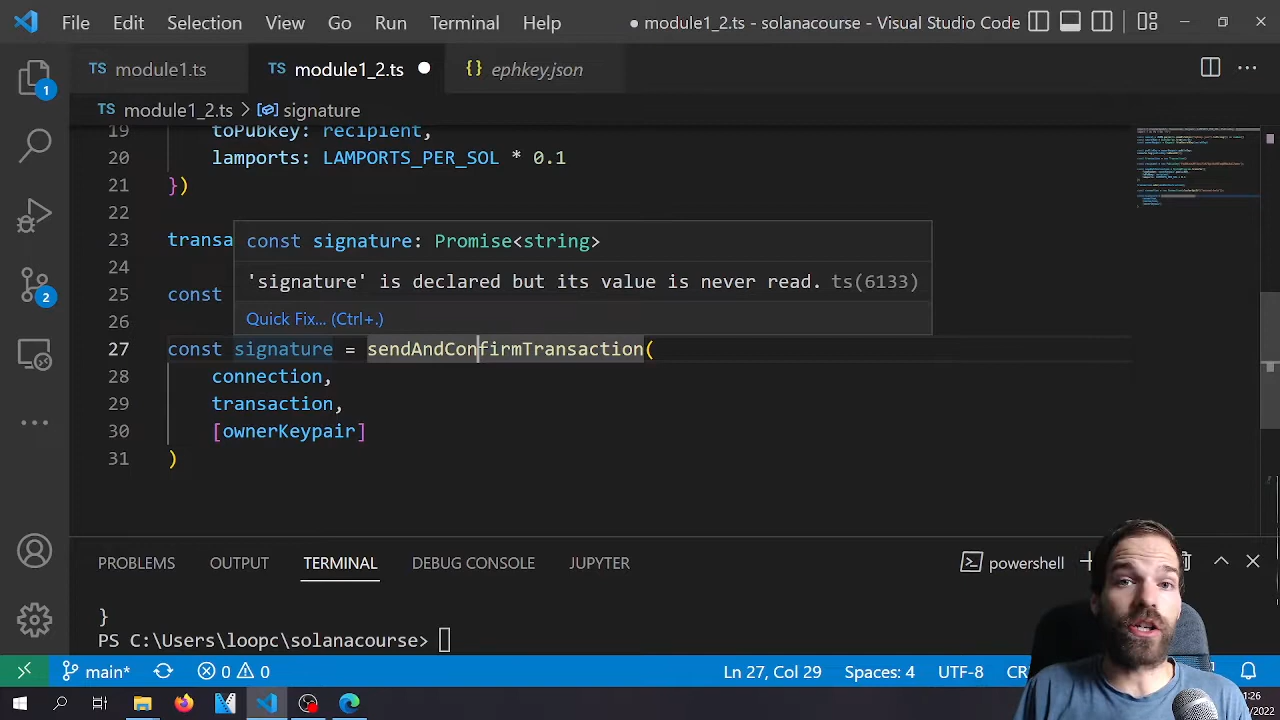 File Edit Selection View Go Run Terminal Help
● module1_2.ts - solanacourse - Visual Studio Code
TS module1.ts
TS module1_2.ts ●
{} ephkey.json
TS module1_2.ts > signature
19 toPubkey: recipient,
20 lamports: LAMPORTS_PER_SOL * 0.1
21 })
22
const signature: Promise<string>
23 transa
24
'signature' is declared but its value is never read. ts(6133)
25 const
Quick Fix... (Ctrl+.)
26
27 const signature = sendAndConfirmTransaction(
28 connection,
29 transaction,
30 [ownerKeypair]
31 )
1
2
PROBLEMS OUTPUT TERMINAL DEBUG CONSOLE JUPYTER
powershell
}
PS C:\Users\loopc\solanacourse>
main* 0 0
Ln 27, Col 29 Spaces: 4 UTF-8
:26
/2022